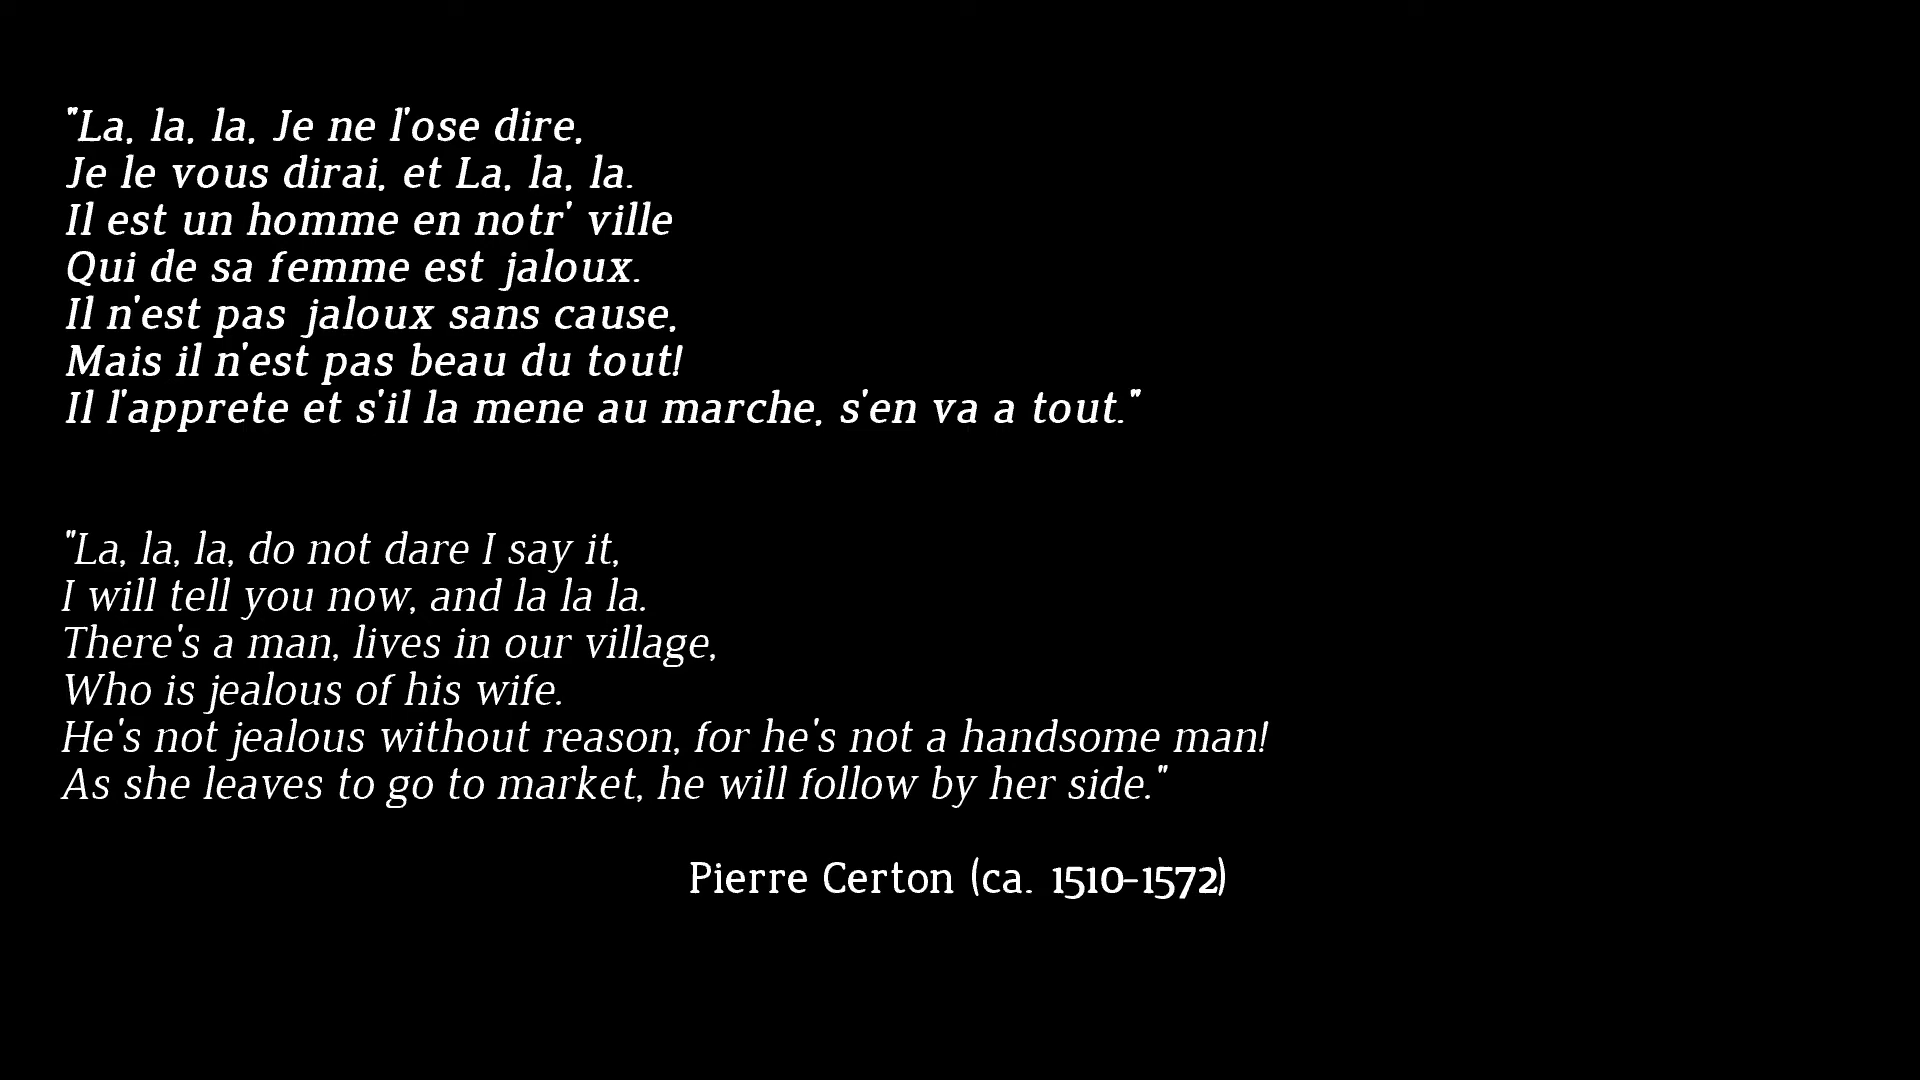 "La, la, la, Je ne l'ose dire,
Je le vous dirai, et La, la, la.
Il est un homme en notr' ville
Qui de sa femme est jaloux.
Il n'est pas jaloux sans cause,
Mais il n'est pas beau du tout!
Il l'apprete et s'il la mene au marche, s'en va a tout."
"La, la, la, do not dare I say it,
I will tell you now, and la la la.
There's a man, lives in our village,
Who is jealous of his wife.
He's not jealous without reason, for he's not a handsome man!
As she leaves to go to market, he will follow by her side."
Pierre Certon (ca. 1510-1572)